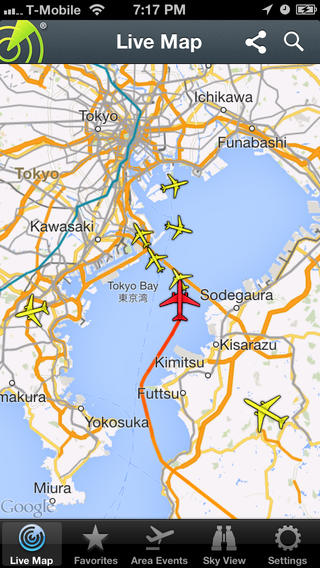 T-Mobile 7:17 PM
Live Map
®
Ichikawa
Tokyo
Funabashi
Tokyo
Kawasaki
Tokyo Bay
東京湾
Sodegaura
Kisarazu
Kimitsu
makura
Futtsu
Yokosuka
Miura
Google
Live Map Favorites Area Events Sky View Settings